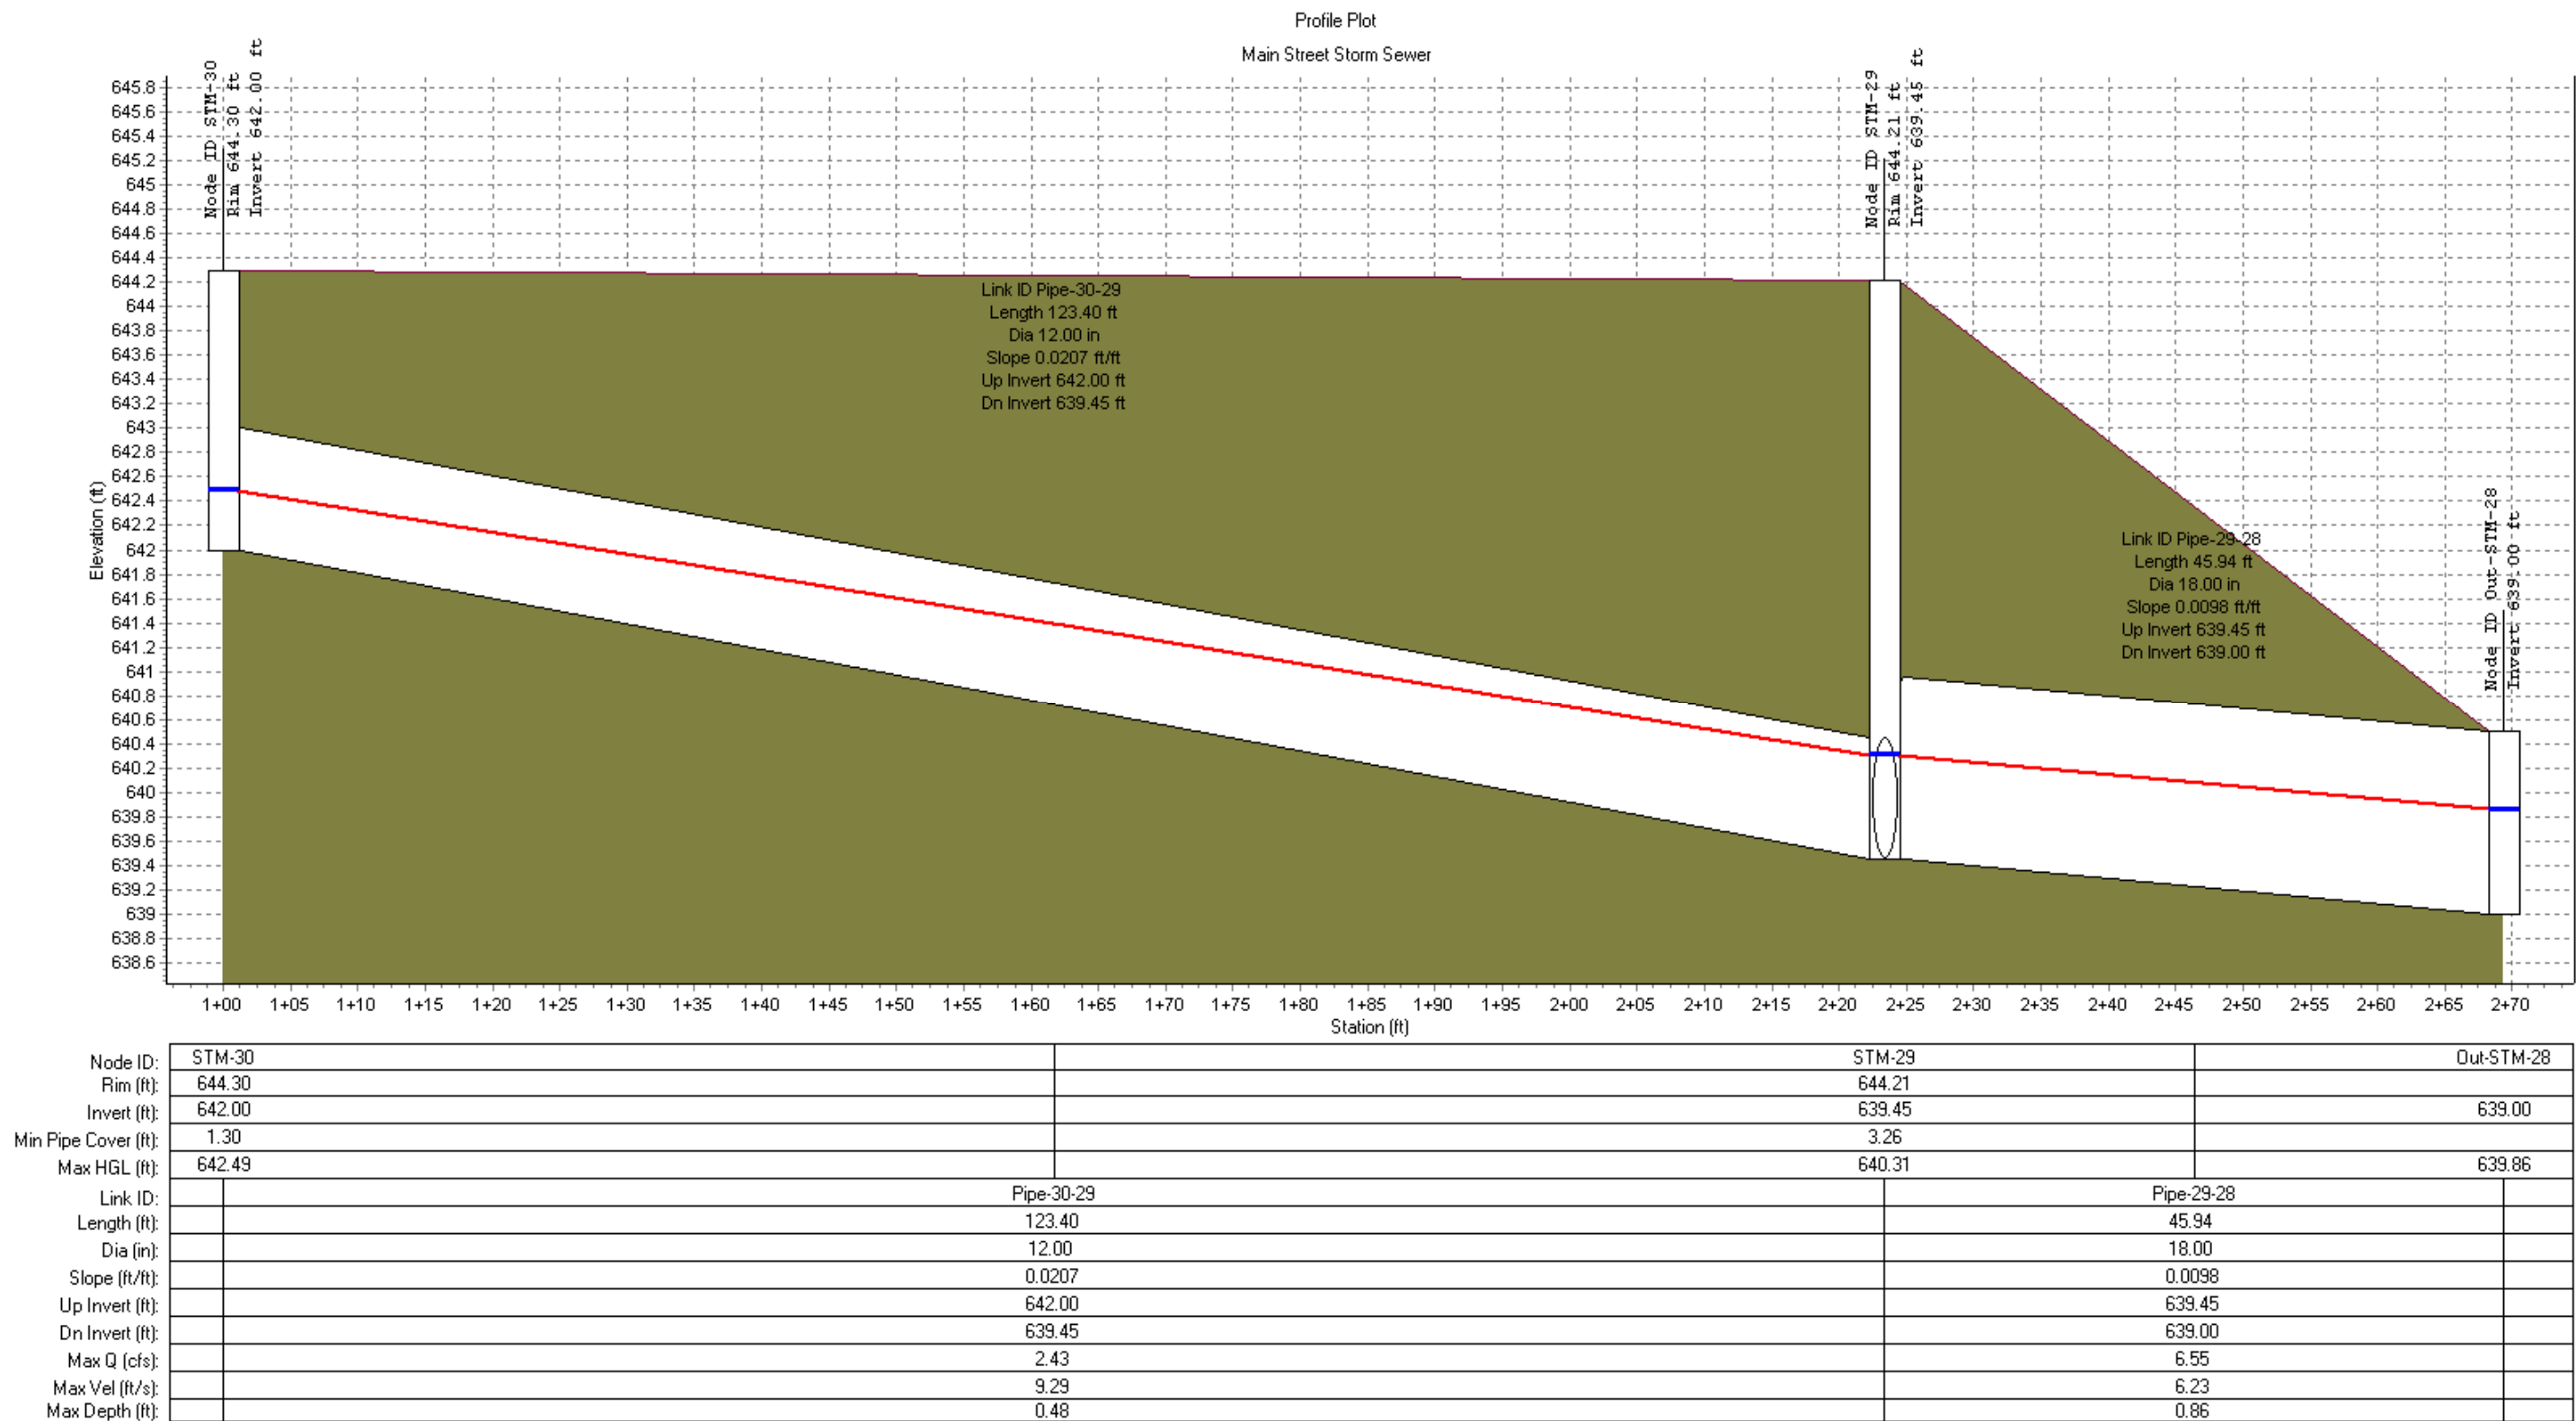 Profile Plot
Main Street Storm Sewer
Node ID STM-30
Rim 644.30 ft
Invert 642.00 ft
Node ID STM-29
Rim 644.21 ft
Invert 639.45 ft
Node ID Out-STM-28
Invert 639.00 ft
Elevation (ft)
645.8
645.6
645.4
645.2
645
644.8
644.6
644.4
644.2
644
643.8
643.6
643.4
643.2
643
642.8
642.6
642.4
642.2
642
641.8
641.6
641.4
641.2
641
640.8
640.6
640.4
640.2
640
639.8
639.6
639.4
639.2
639
638.8
638.6
Link ID Pipe-30-29
Length 123.40 ft
Dia 12.00 in
Slope 0.0207 ft/ft
Up Invert 642.00 ft
Dn Invert 639.45 ft
Link ID Pipe-29-28
Length 45.94 ft
Dia 18.00 in
Slope 0.0098 ft/ft
Up Invert 639.45 ft
Dn Invert 639.00 ft
1+00 1+05 1+10 1+15 1+20 1+25 1+30 1+35 1+40 1+45 1+50 1+55 1+60 1+65 1+70 1+75 1+80 1+85 1+90 1+95 2+00 2+05 2+10 2+15 2+20 2+25 2+30 2+35 2+40 2+45 2+50 2+55 2+60 2+65 2+70
Station (ft)
Node ID: STM-30 STM-29 Out-STM-28
Rim (ft): 644.30 644.21
Invert (ft): 642.00 639.45 639.00
Min Pipe Cover (ft): 1.30 3.26
Max HGL (ft): 642.49 640.31 639.86
Link ID: Pipe-30-29 Pipe-29-28
Length (ft): 123.40 45.94
Dia (in): 12.00 18.00
Slope (ft/ft): 0.0207 0.0098
Up Invert (ft): 642.00 639.45
Dn Invert (ft): 639.45 639.00
Max Q (cfs): 2.43 6.55
Max Vel (ft/s): 9.29 6.23
Max Depth (ft): 0.48 0.86